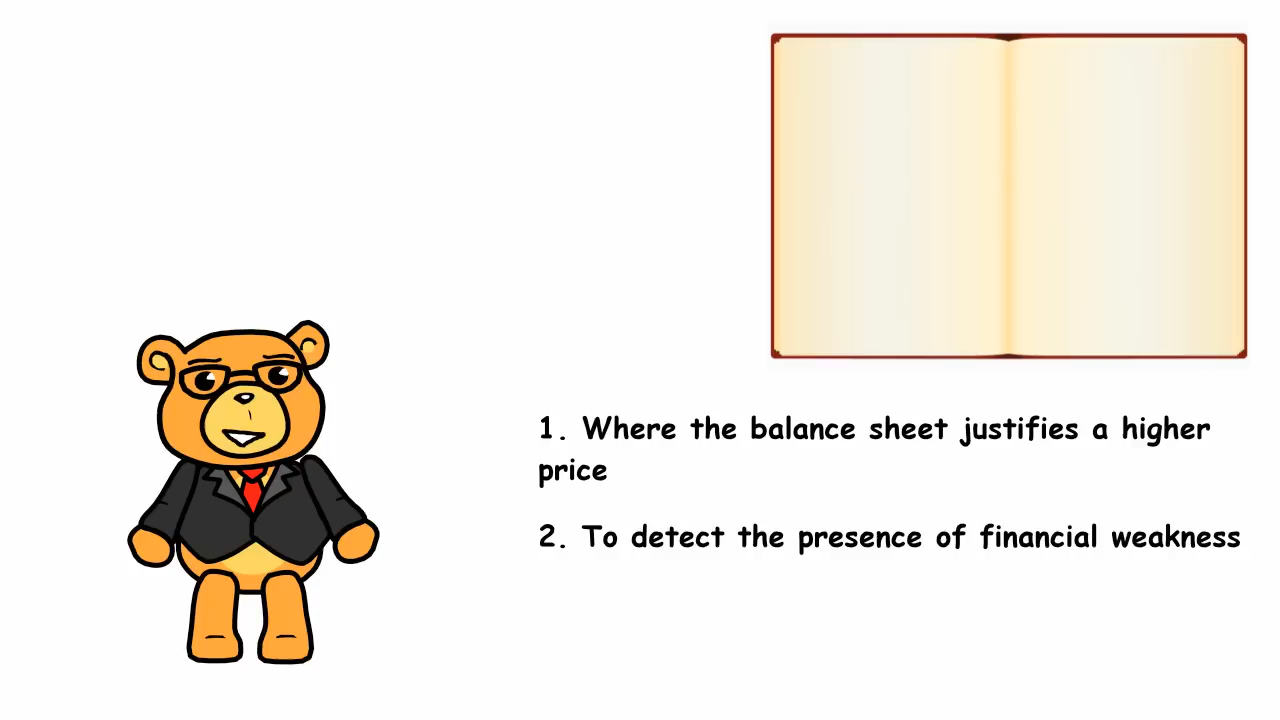 1. Where the balance sheet justifies a higher
price
2. To detect the presence of financial weakness